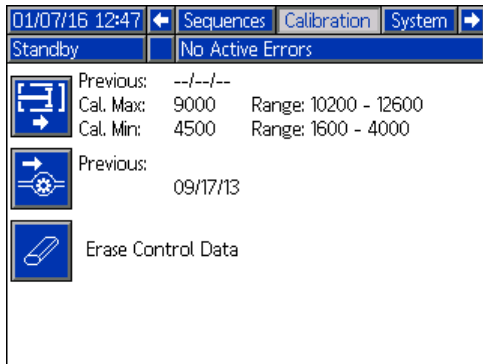 01/07/16 12:47 Sequences Calibration System
Standby No Active Errors
Previous: --/--/--
Cal. Max: 9000 Range: 10200 - 12600
Cal. Min: 4500 Range: 1600 - 4000
Previous:
09/17/13
Erase Control Data